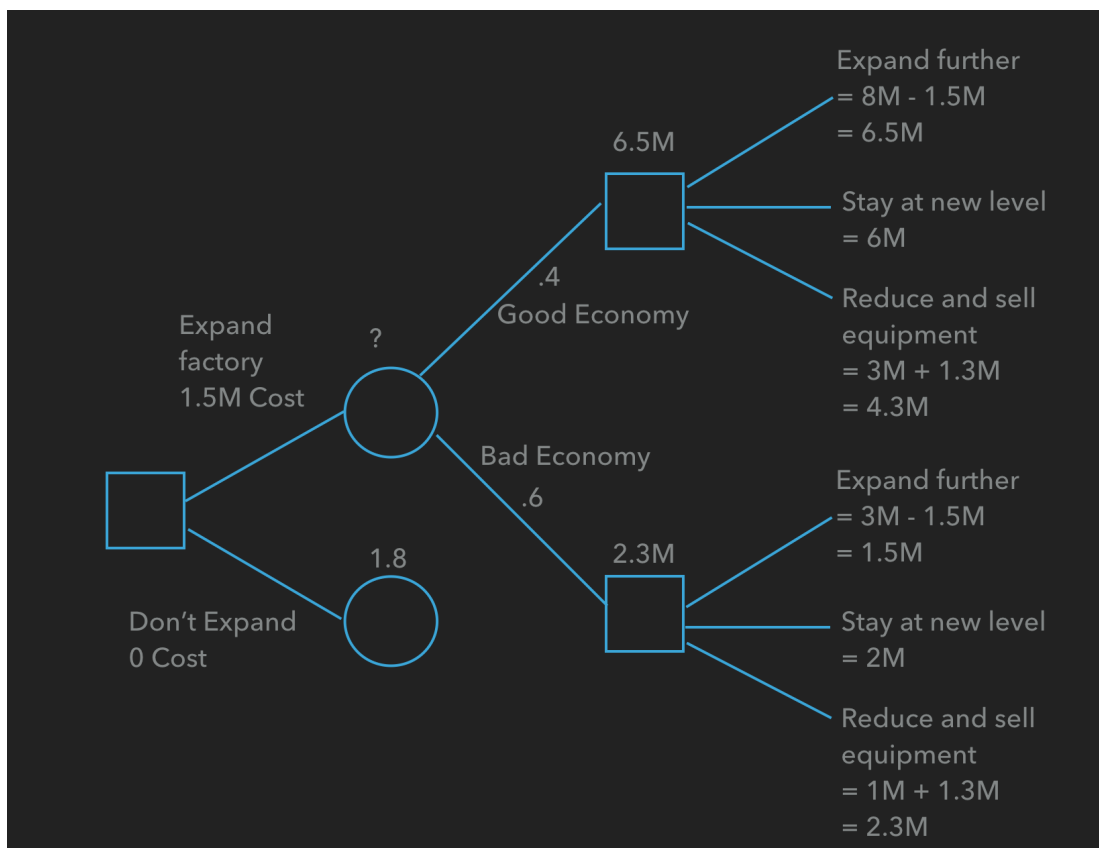 Expand further
= 8M - 1.5M
= 6.5M
6.5M
Stay at new level
= 6M
.4
Good Economy
Reduce and sell
equipment
= 3M + 1.3M
= 4.3M
Expand
factory
1.5M Cost
?
Bad Economy
.6
Expand further
= 3M - 1.5M
= 1.5M
2.3M
1.8
Don’t Expand
0 Cost
Stay at new level
= 2M
Reduce and sell
equipment
= 1M + 1.3M
= 2.3M